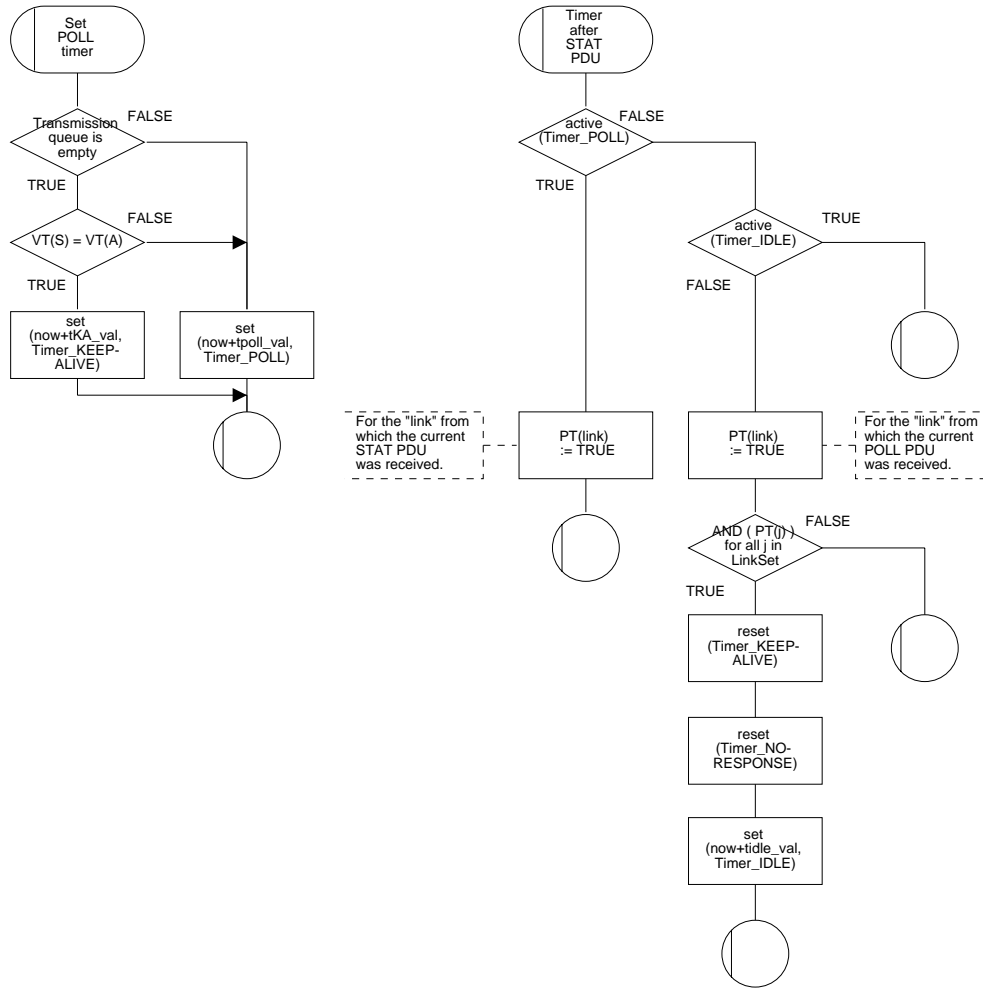 Set
POLL
timer
Transmission
queue is
empty
FALSE
TRUE
VT(S) = VT(A)
FALSE
TRUE
set
(now+tKA_val,
Timer_KEEP-
ALIVE)
set
(now+tpoll_val,
Timer_POLL)
Timer
after
STAT
PDU
active
(Timer_POLL)
FALSE
TRUE
active
(Timer_IDLE)
TRUE
FALSE
For the "link" from
which the current
STAT PDU
was received.
PT(link)
:= TRUE
PT(link)
:= TRUE
For the "link" from
which the current
POLL PDU
was received.
AND ( PT(j) )
for all j in
LinkSet
FALSE
TRUE
reset
(Timer_KEEP-
ALIVE)
reset
(Timer_NO-
RESPONSE)
set
(now+tidle_val,
Timer_IDLE)